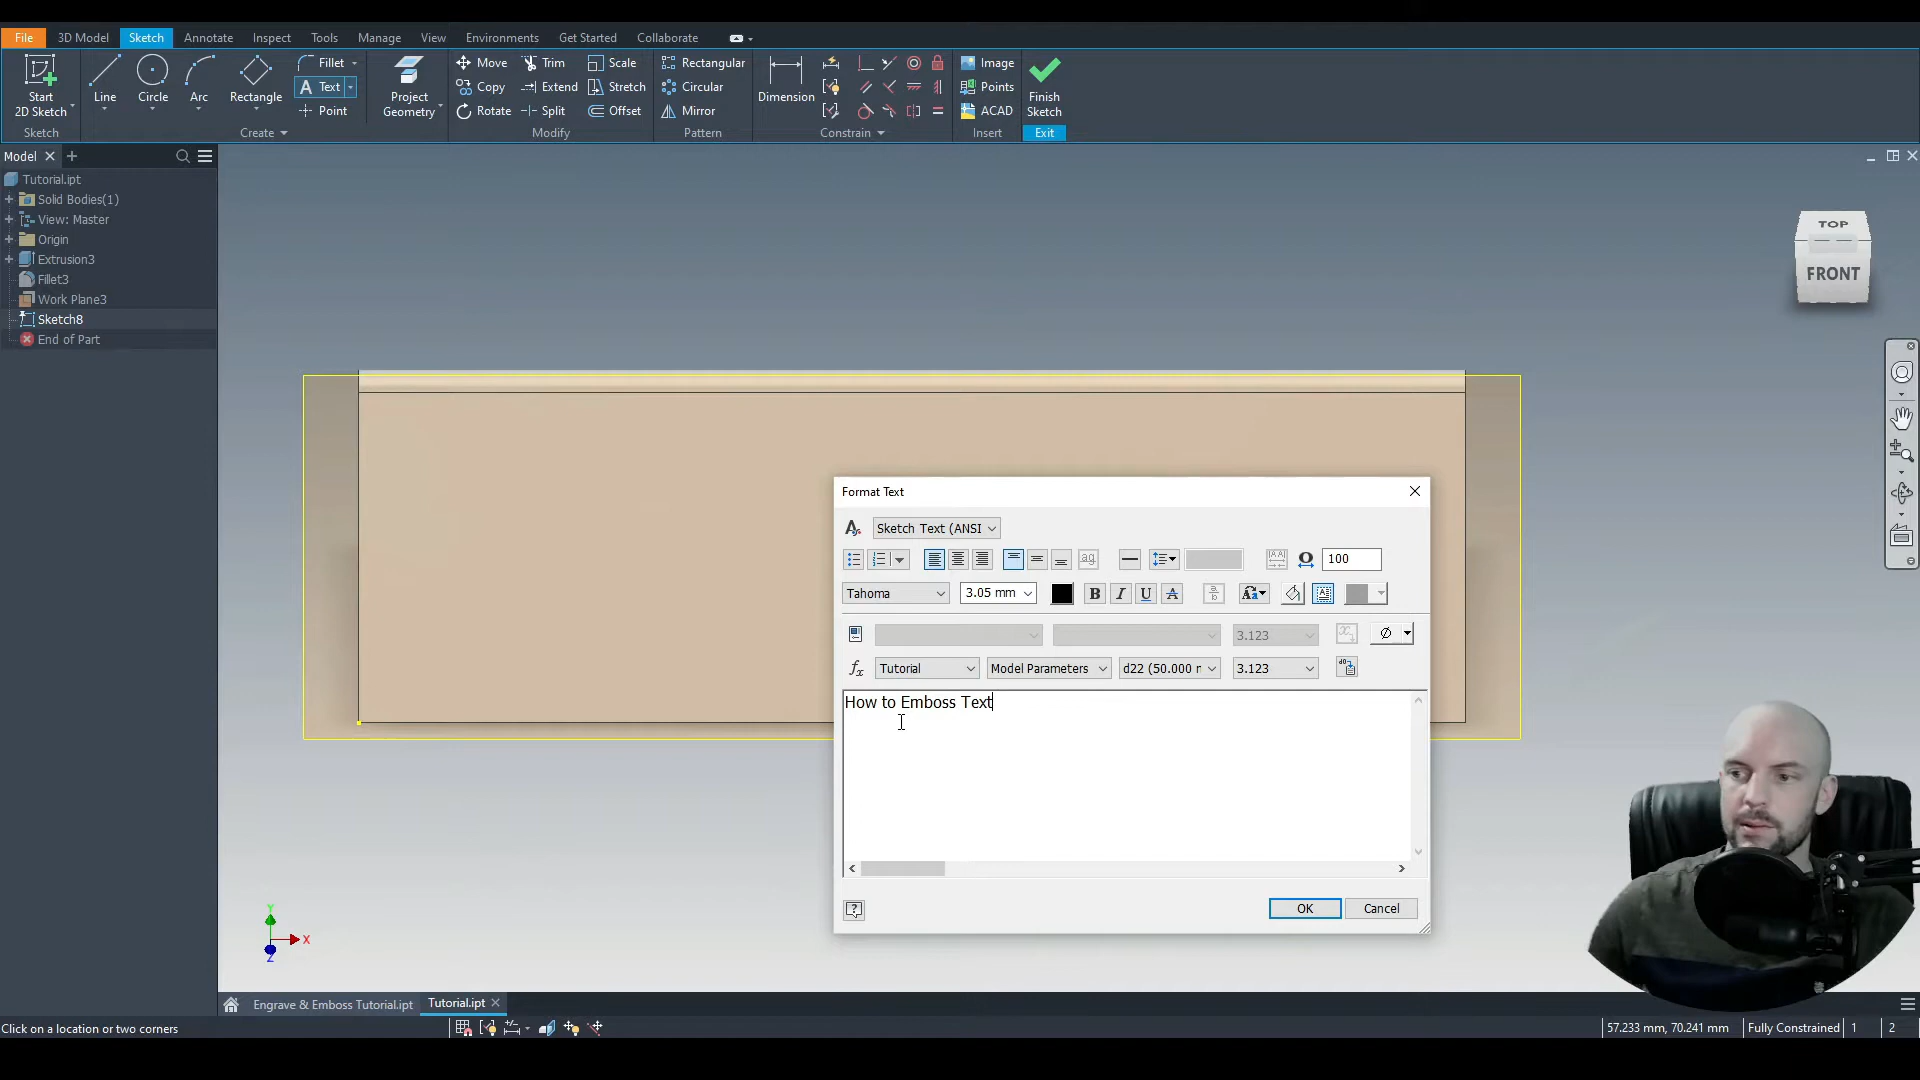 File 3D Model Sketch Annotate Inspect Tools Manage View Environments Get Started Collaborate
Start 2D Sketch
Line
Circle
Arc
Rectangle
Fillet
Text
Point
Project Geometry
Move
Copy
Rotate
Trim
Extend
Split
Scale
Stretch
Offset
Rectangular
Circular
Mirror
Dimension
Image
Points
ACAD
Finish Sketch
Sketch Create Modify Pattern Constrain Insert Exit
Model
Tutorial.ipt
Solid Bodies(1)
View: Master
Origin
Extrusion3
Fillet3
Work Plane3
Sketch8
End of Part
TOP
FRONT
Format Text
Sketch Text (ANSI
ag
100
Tahoma 3.05 mm B I U A
3.123
fx Tutorial Model Parameters d22 (50.000 r 3.123
How to Emboss Text
OK Cancel
Y
X
Z
Engrave & Emboss Tutorial.ipt Tutorial.ipt
Click on a location or two corners 57.233 mm, 70.241 mm Fully Constrained 1 2